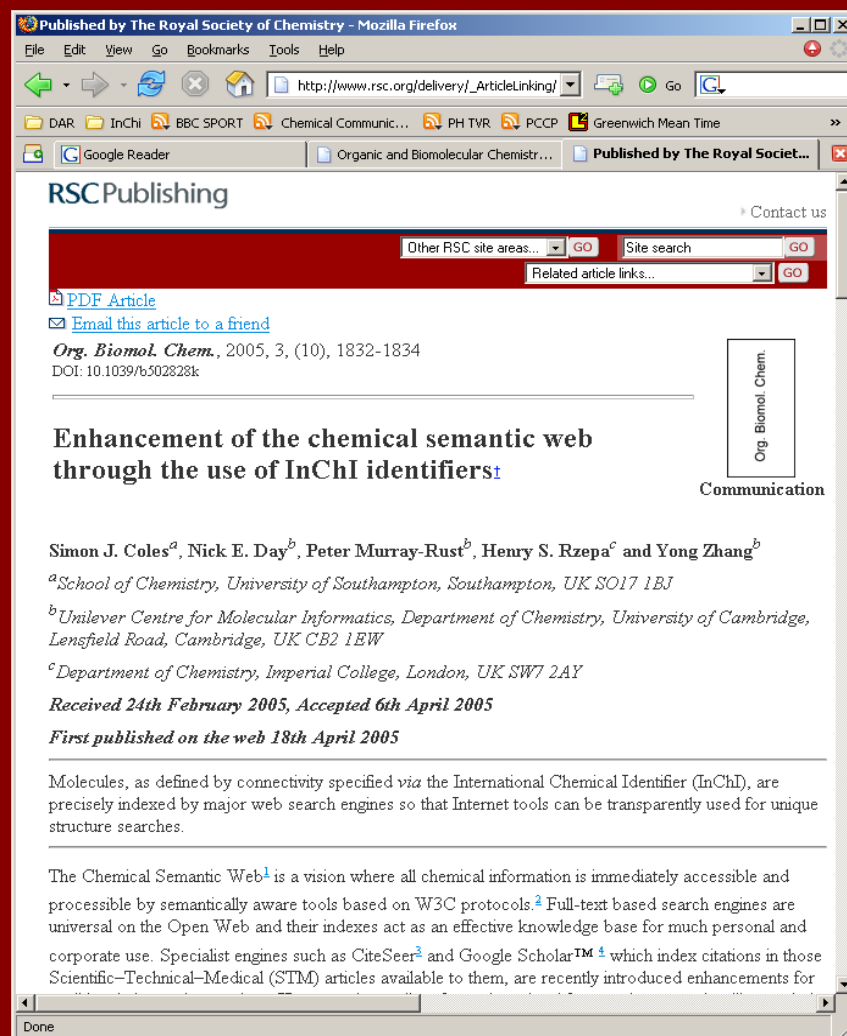 Published by The Royal Society of Chemistry - Mozilla Firefox
File Edit View Go Bookmarks Tools Help
http://www.rsc.org/delivery/_ArticleLinking/ Go G
DAR InChi BBC SPORT Chemical Communic... PH TVR PCCP Greenwich Mean Time »
Google Reader Organic and Biomolecular Chemistr... Published by The Royal Societ...
RSC Publishing
Contact us
Other RSC site areas... GO Site search GO
Related article links... GO
PDF Article
Email this article to a friend
Org. Biomol. Chem., 2005, 3, (10), 1832-1834
DOI: 10.1039/b502828k
Org. Biomol. Chem.
Communication
Enhancement of the chemical semantic web
through the use of InChI identifiers†
Simon J. Coles^a, Nick E. Day^b, Peter Murray-Rust^b, Henry S. Rzepa^c and Yong Zhang^b
^a School of Chemistry, University of Southampton, Southampton, UK SO17 1BJ
^b Unilever Centre for Molecular Informatics, Department of Chemistry, University of Cambridge,
Lensfield Road, Cambridge, UK CB2 1EW
^c Department of Chemistry, Imperial College, London, UK SW7 2AY
Received 24th February 2005, Accepted 6th April 2005
First published on the web 18th April 2005
Molecules, as defined by connectivity specified via the International Chemical Identifier (InChI), are
precisely indexed by major web search engines so that Internet tools can be transparently used for unique
structure searches.
The Chemical Semantic Web1 is a vision where all chemical information is immediately accessible and
processible by semantically aware tools based on W3C protocols.2 Full-text based search engines are
universal on the Open Web and their indexes act as an effective knowledge base for much personal and
corporate use. Specialist engines such as CiteSeer3 and Google Scholar™ 4 which index citations in those
Scientific–Technical–Medical (STM) articles available to them, are recently introduced enhancements for
Done